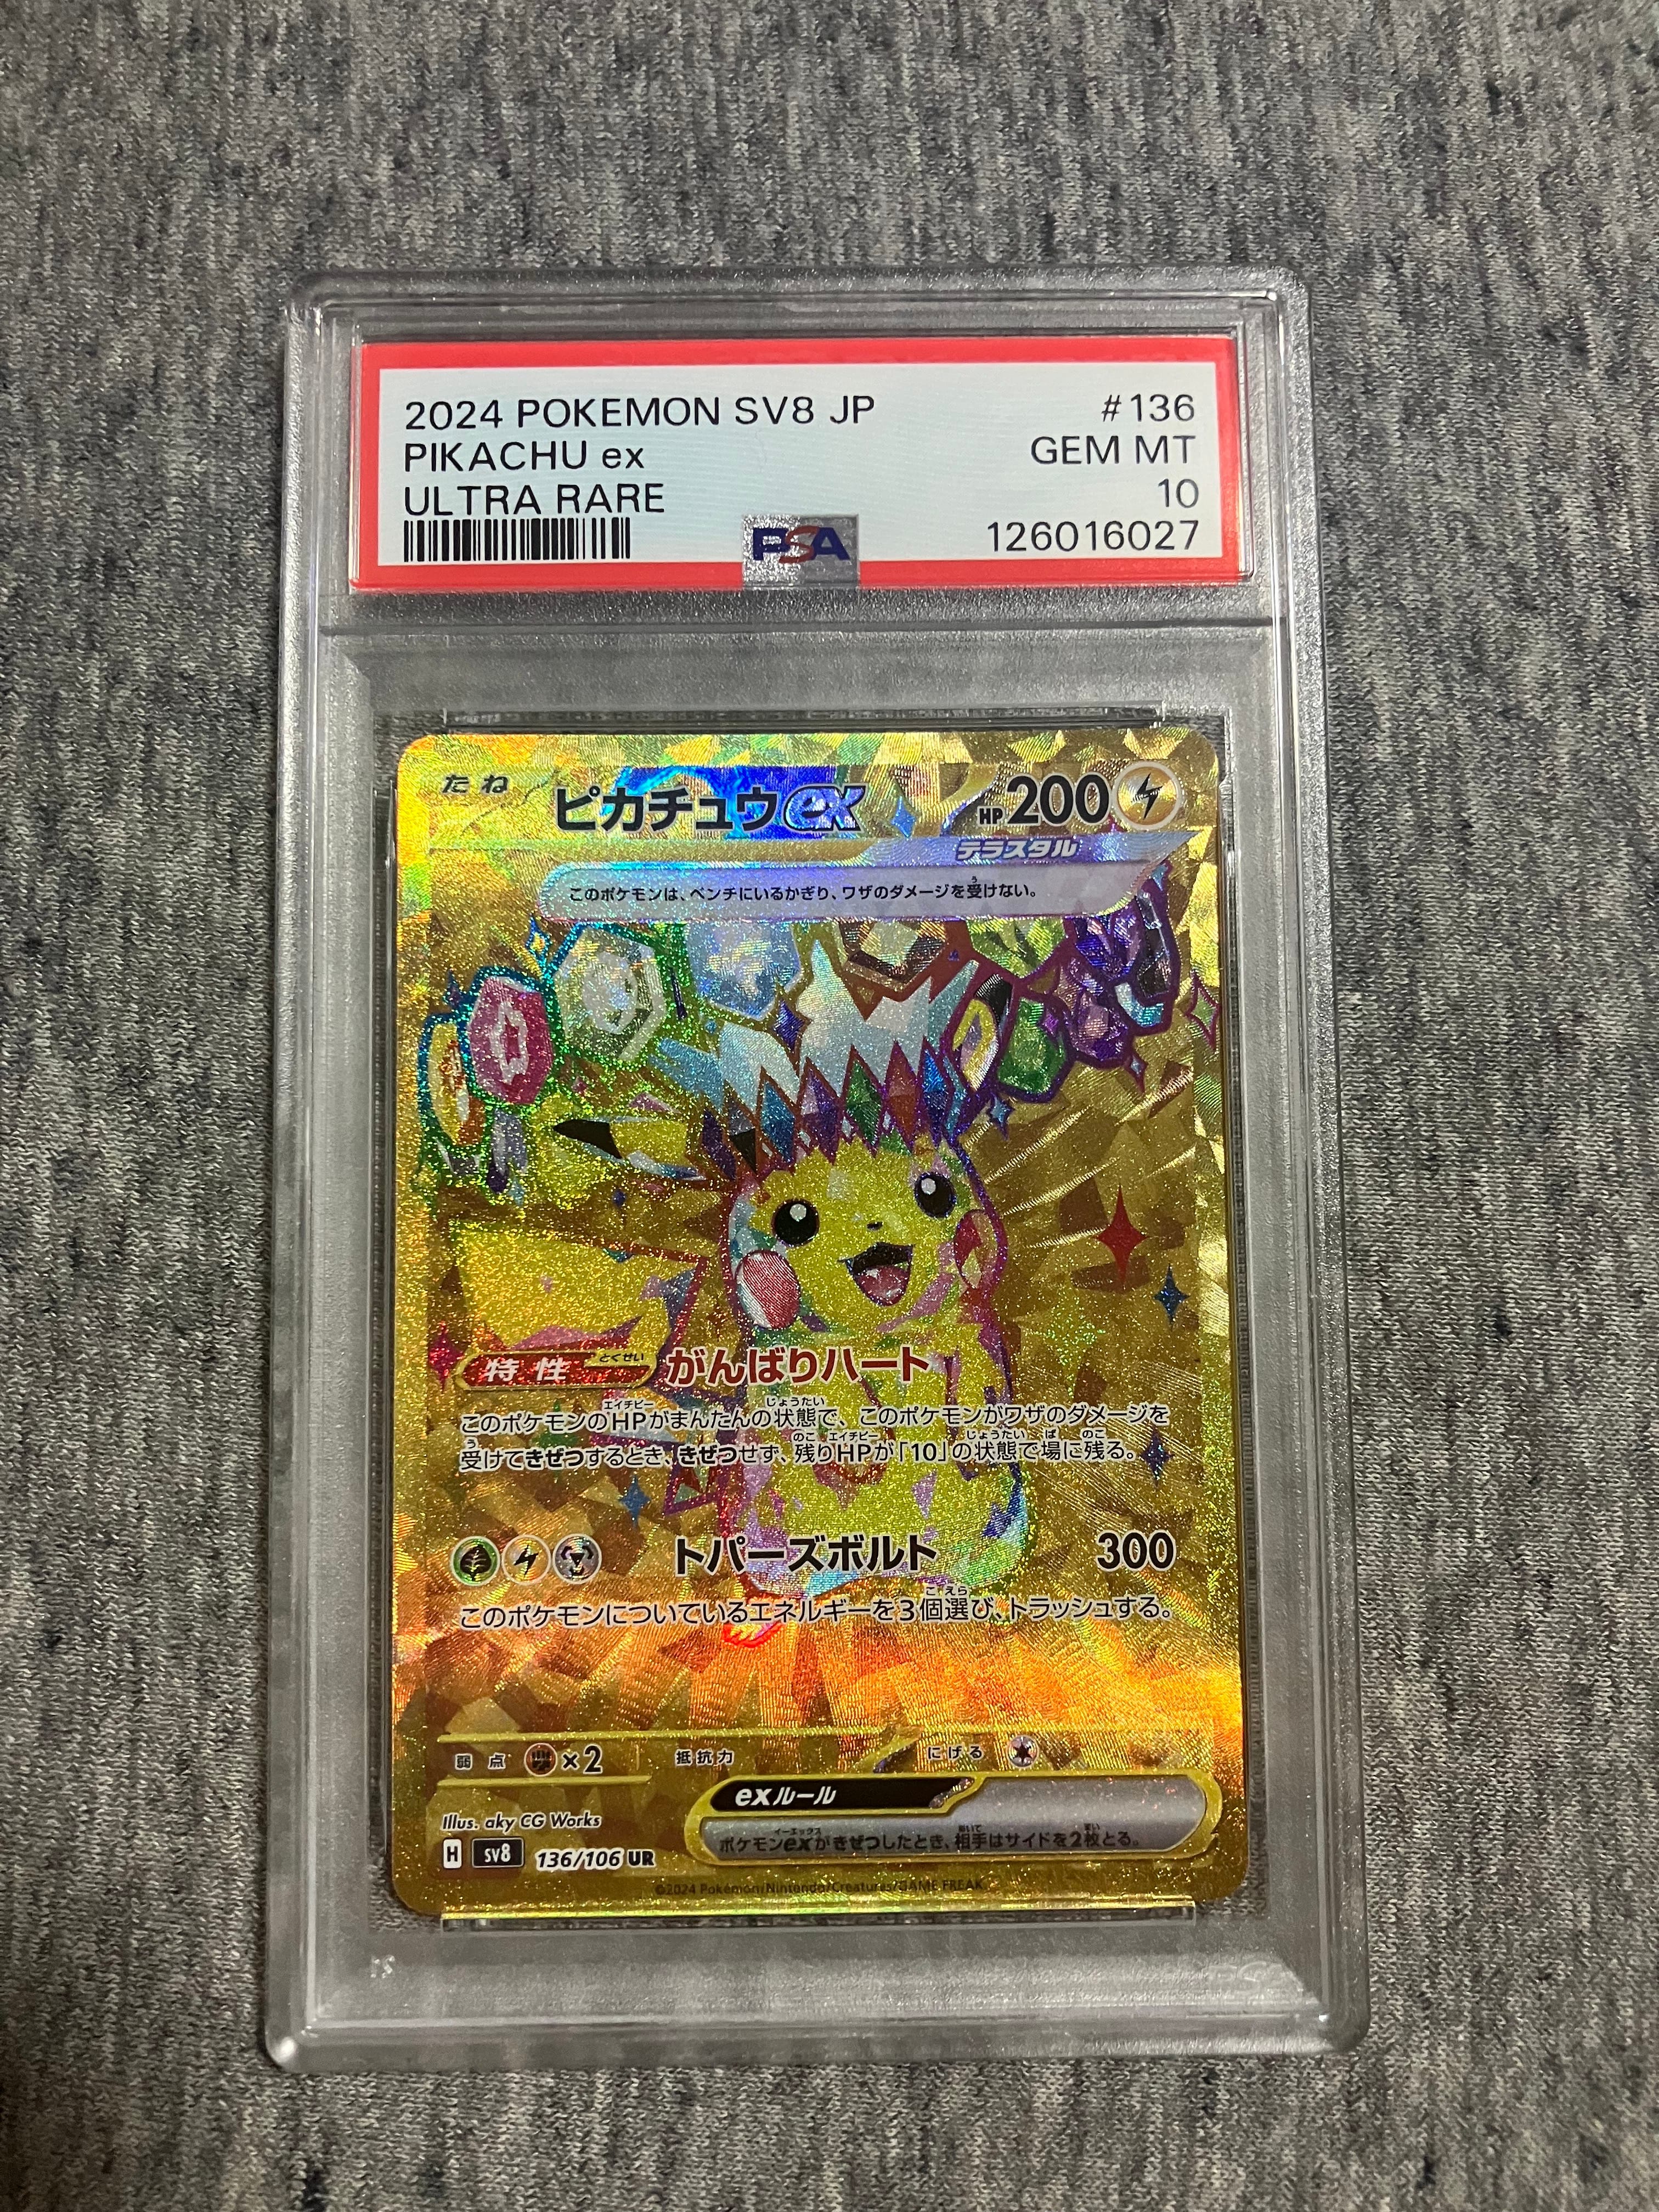 2024 POKEMON SV8 JP #136
PIKACHU ex GEM MT
ULTRA RARE 10
PSA 126016027
たね ピカチュウex HP200
テラスタル
このポケモンは、ベンチにいるかぎり、ワザのダメージを受けない。
特性 とくせい がんばりハート
このポケモンのHPがまんたんの状態で、このポケモンがワザのダメージを
受けてきぜつするとき、きぜつせず、残りHPが「10」の状態で場に残る。
トパーズボルト 300
このポケモンについているエネルギーを3個選び、トラッシュする。
弱点 ×2 抵抗力 にげる
exルール
ポケモンexがきぜつしたとき、相手はサイドを2枚とる。
Illus. aky CG Works
H sv8 136/106 UR
©2024 Pokémon/Nintendo/Creatures/GAME FREAK